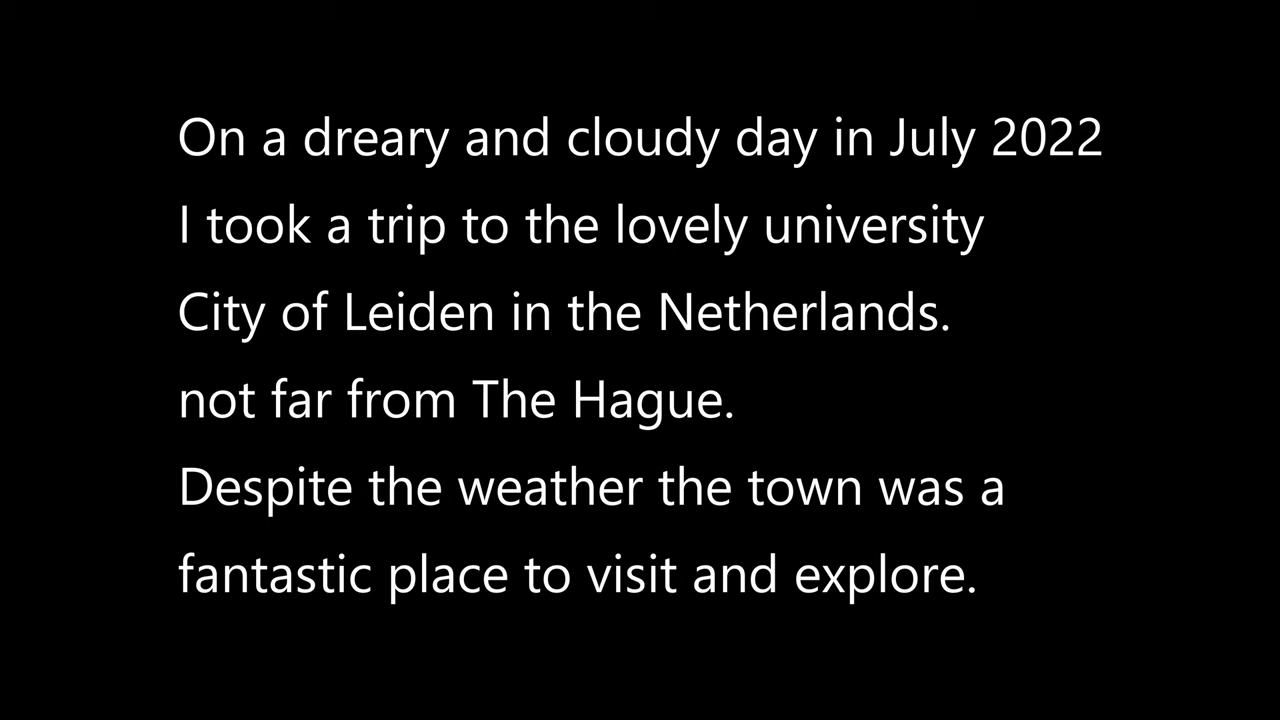 On a dreary and cloudy day in July 2022
I took a trip to the lovely university
City of Leiden in the Netherlands.
not far from The Hague.
Despite the weather the town was a
fantastic place to visit and explore.